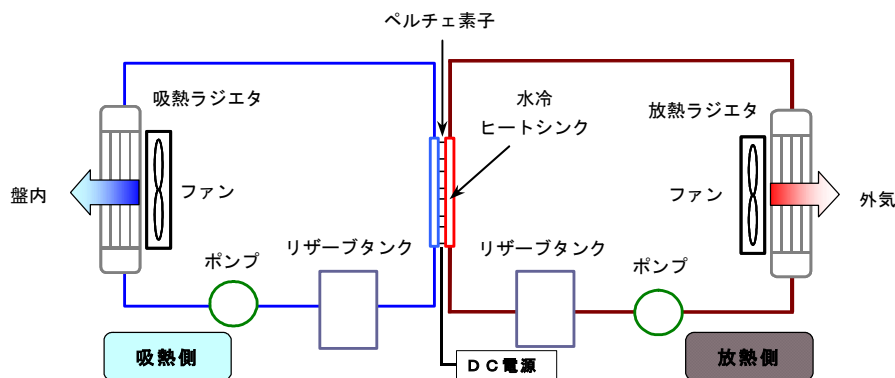 ペルチェ素子
吸熱ラジエタ
水冷
ヒートシンク
放熱ラジエタ
盤内
ファン
ファン
外気
ポンプ
リザーブタンク
リザーブタンク
ポンプ
吸熱側
DC電源
放熱側